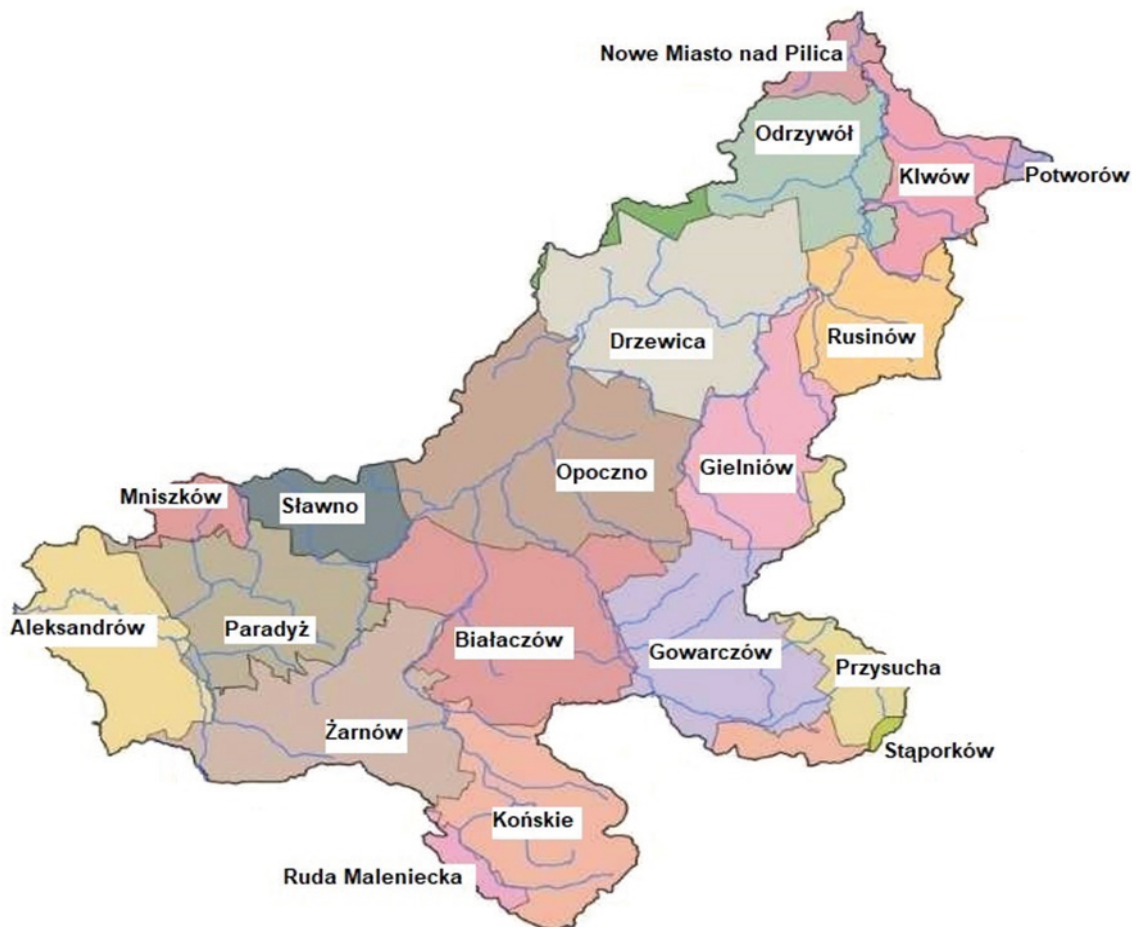 Nowe Miasto nad Pilica
Odrzywół
Klwów
Potworów
Drzewica
Rusinów
Opoczno
Gielniów
Mniszków
Sławno
Aleksandrów
Paradyż
Białaczów
Gowarczów
Przysucha
Żarnów
Stąporków
Końskie
Ruda Maleniecka